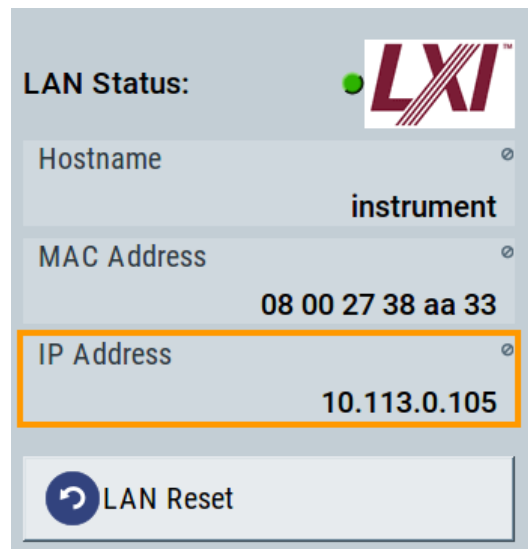 LAN Status:
LXI™
Hostname
instrument
MAC Address
08 00 27 38 aa 33
IP Address
10.113.0.105
LAN Reset